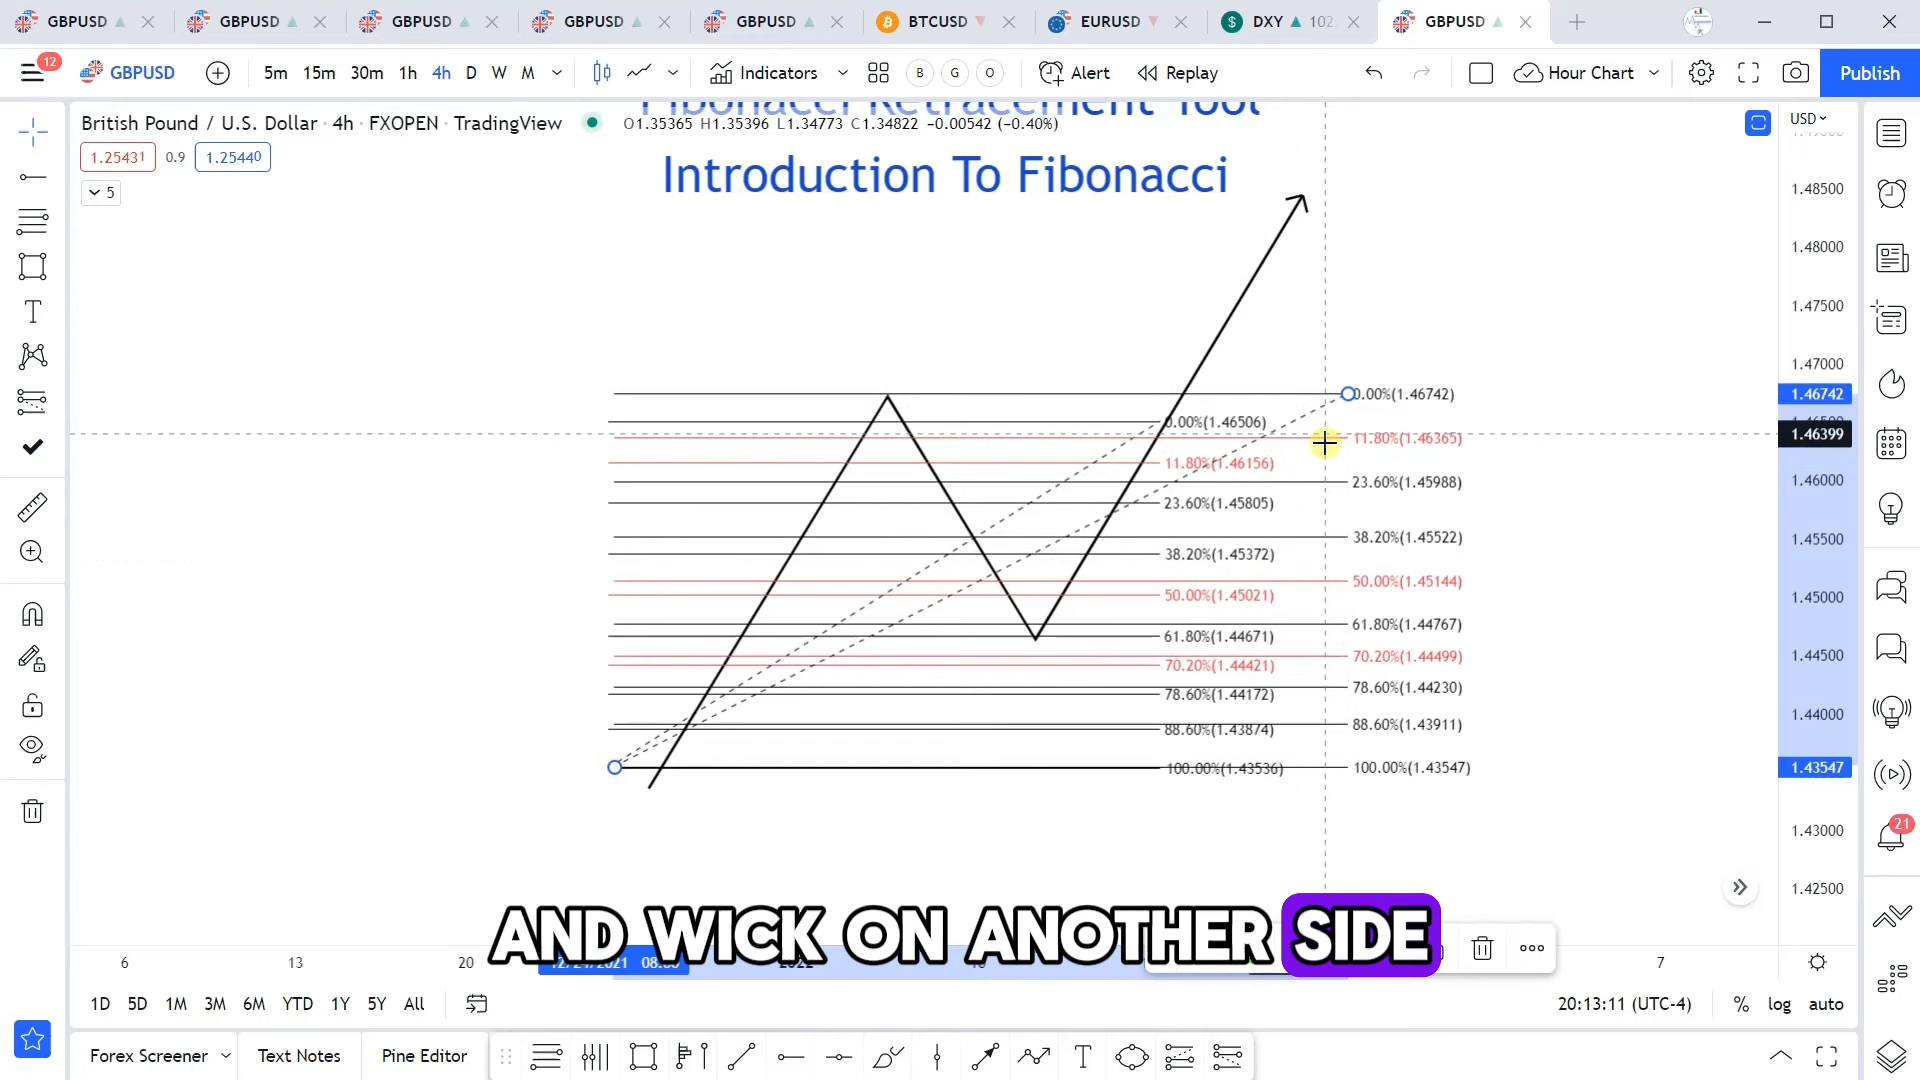 GBPUSD GBPUSD GBPUSD GBPUSD GBPUSD BTCUSD EURUSD DXY 102 GBPUSD
12 GBPUSD 5m 15m 30m 1h 4h D W M Indicators B G O Alert Replay Hour Chart Publish
Fibonacci Retracement Tool
British Pound / U.S. Dollar · 4h · FXOPEN · TradingView O1.35365 H1.35396 L1.34773 C1.34822 −0.00542 (−0.40%) USD
1.25431 0.9 1.25440
Introduction To Fibonacci
5
1.48500
1.48000
1.47500
1.47000
0.00%(1.46742) 1.46742
0.00%(1.46506)
11.80%(1.46365) 1.46399
11.80%(1.46156)
23.60%(1.45988) 1.46000
23.60%(1.45805)
38.20%(1.45522) 1.45500
38.20%(1.45372)
50.00%(1.45144)
50.00%(1.45021) 1.45000
61.80%(1.44767)
61.80%(1.44671)
70.20%(1.44499) 1.44500
70.20%(1.44421)
78.60%(1.44230)
78.60%(1.44172)
88.60%(1.43911) 1.44000
88.60%(1.43874)
100.00%(1.43536) 100.00%(1.43547) 1.43547
1.43000
21
1.42500
AND WICK ON ANOTHER SIDE
6 13 20 2022 7
1D 5D 1M 3M 6M YTD 1Y 5Y All 20:13:11 (UTC-4) % log auto
Forex Screener Text Notes Pine Editor